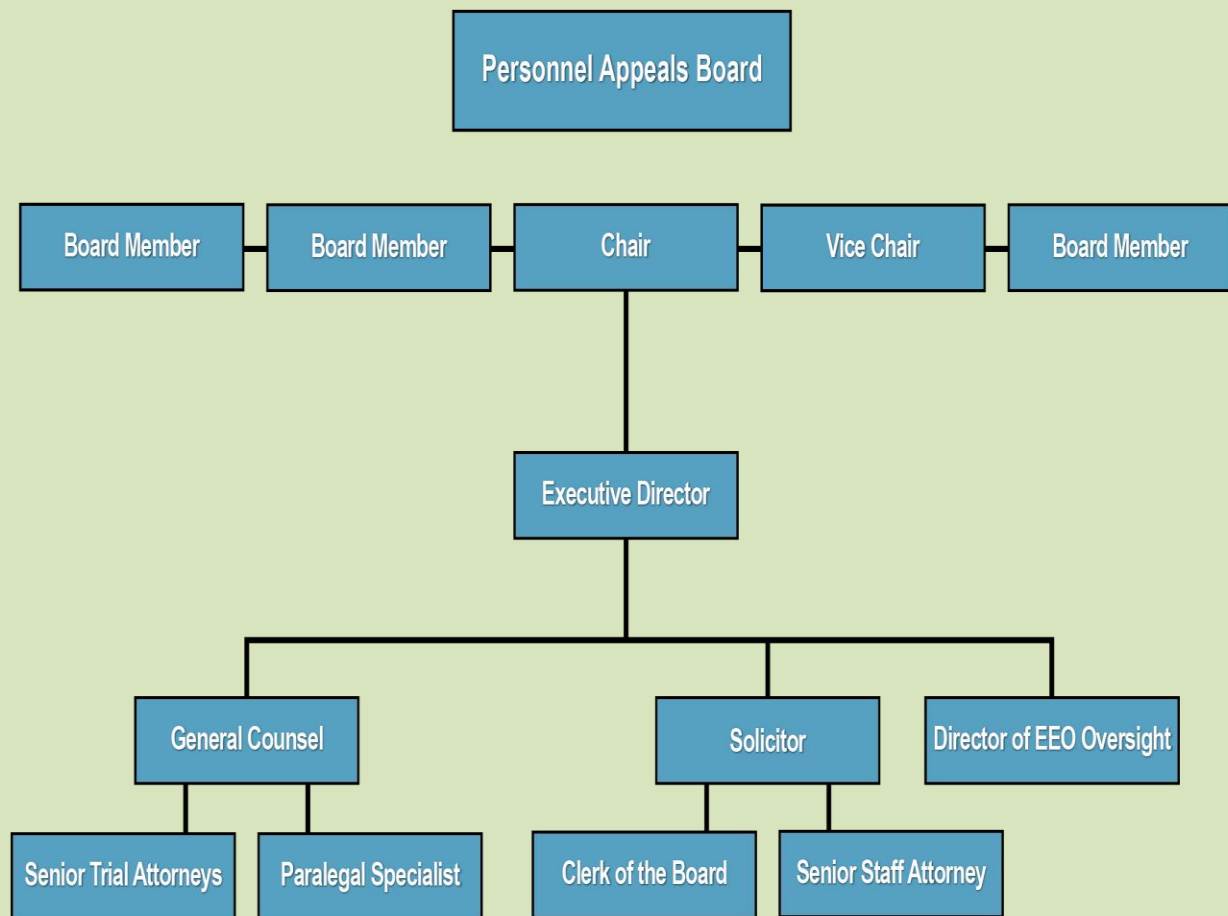 Personnel Appeals Board
Board Member
Board Member
Chair
Vice Chair
Board Member
Executive Director
General Counsel
Solicitor
Director of EEO Oversight
Senior Trial Attorneys
Paralegal Specialist
Clerk of the Board
Senior Staff Attorney